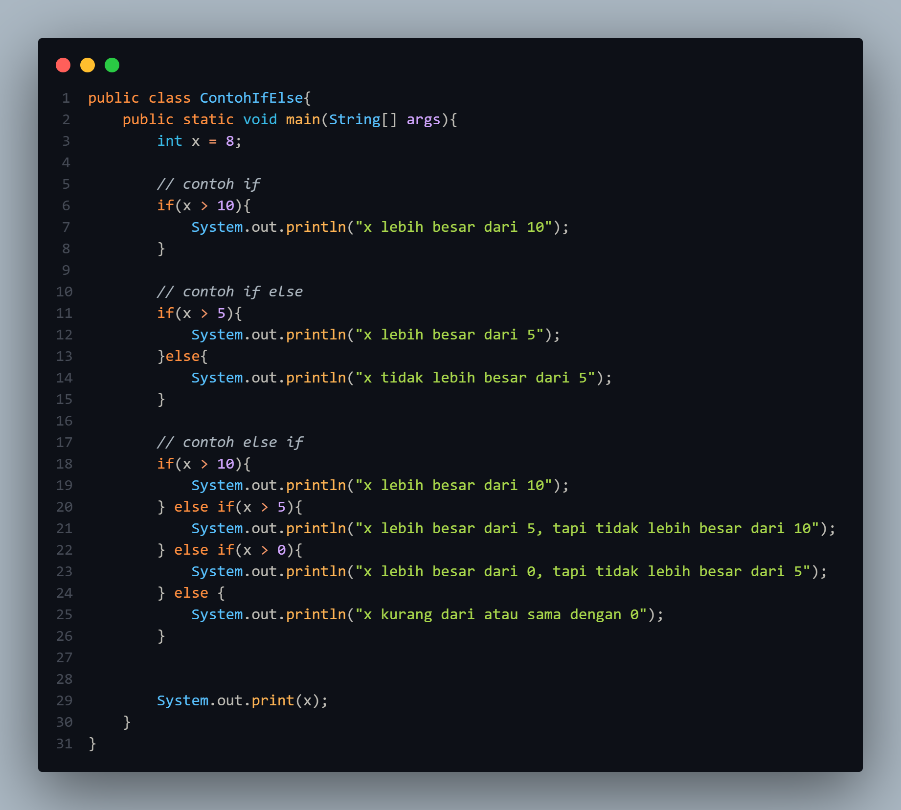 1 public class ContohIfElse{
2     public static void main(String[] args){
3         int x = 8;
4
5         // contoh if
6         if(x > 10){
7             System.out.println("x lebih besar dari 10");
8         }
9
10         // contoh if else
11         if(x > 5){
12             System.out.println("x lebih besar dari 5");
13         }else{
14             System.out.println("x tidak lebih besar dari 5");
15         }
16
17         // contoh else if
18         if(x > 10){
19             System.out.println("x lebih besar dari 10");
20         } else if(x > 5){
21             System.out.println("x lebih besar dari 5, tapi tidak lebih besar dari 10");
22         } else if(x > 0){
23             System.out.println("x lebih besar dari 0, tapi tidak lebih besar dari 5");
24         } else {
25             System.out.println("x kurang dari atau sama dengan 0");
26         }
27
28
29         System.out.print(x);
30     }
31 }